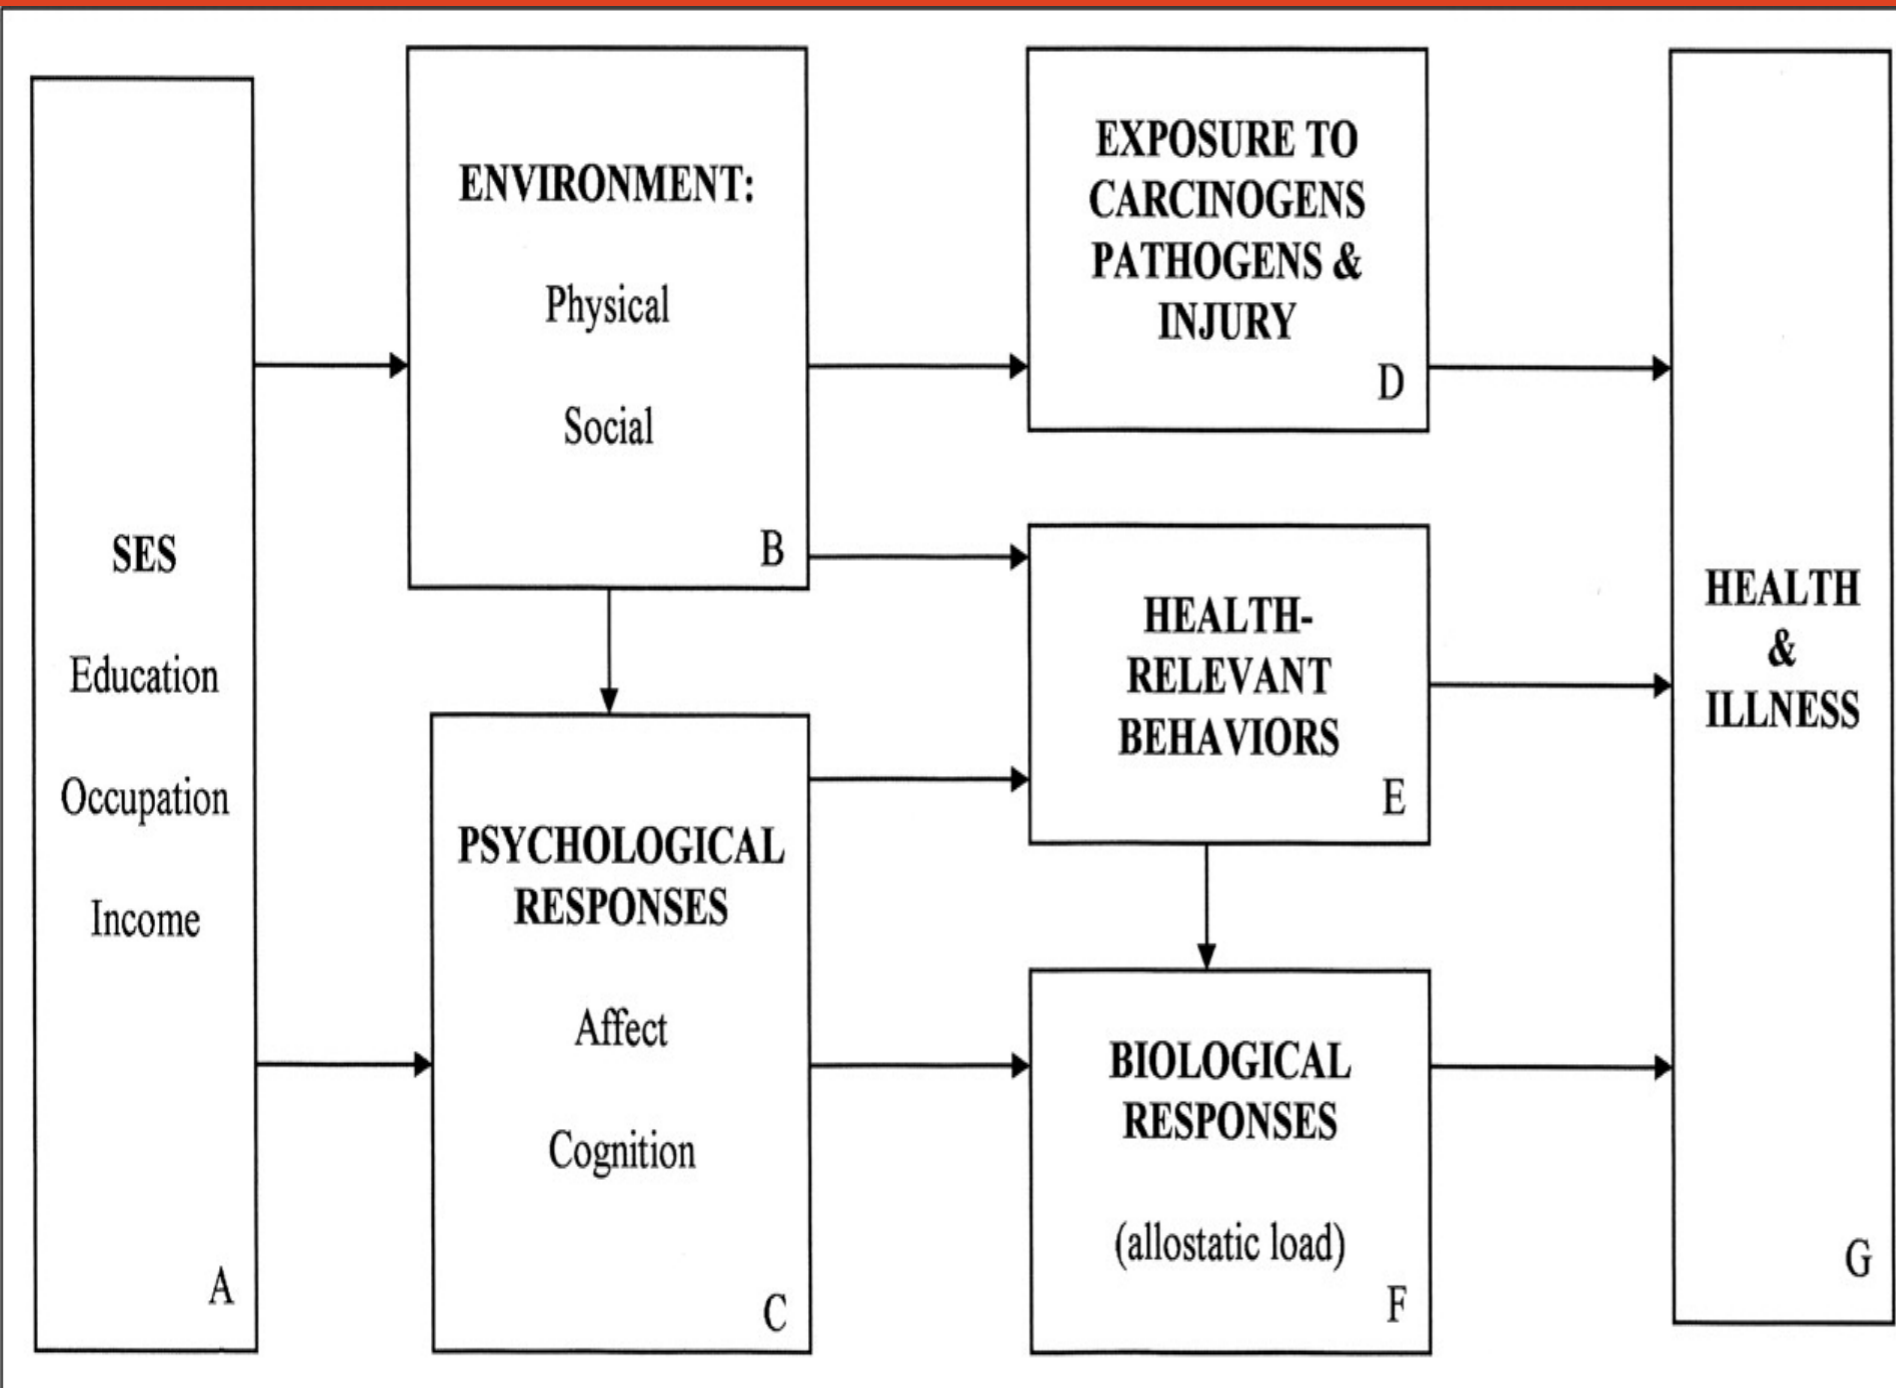 SES
Education
Occupation
Income
A
ENVIRONMENT:
Physical
Social
B
PSYCHOLOGICAL
RESPONSES
Affect
Cognition
C
EXPOSURE TO
CARCINOGENS
PATHOGENS &
INJURY
D
HEALTH-
RELEVANT
BEHAVIORS
E
BIOLOGICAL
RESPONSES
(allostatic load)
F
HEALTH
&
ILLNESS
G